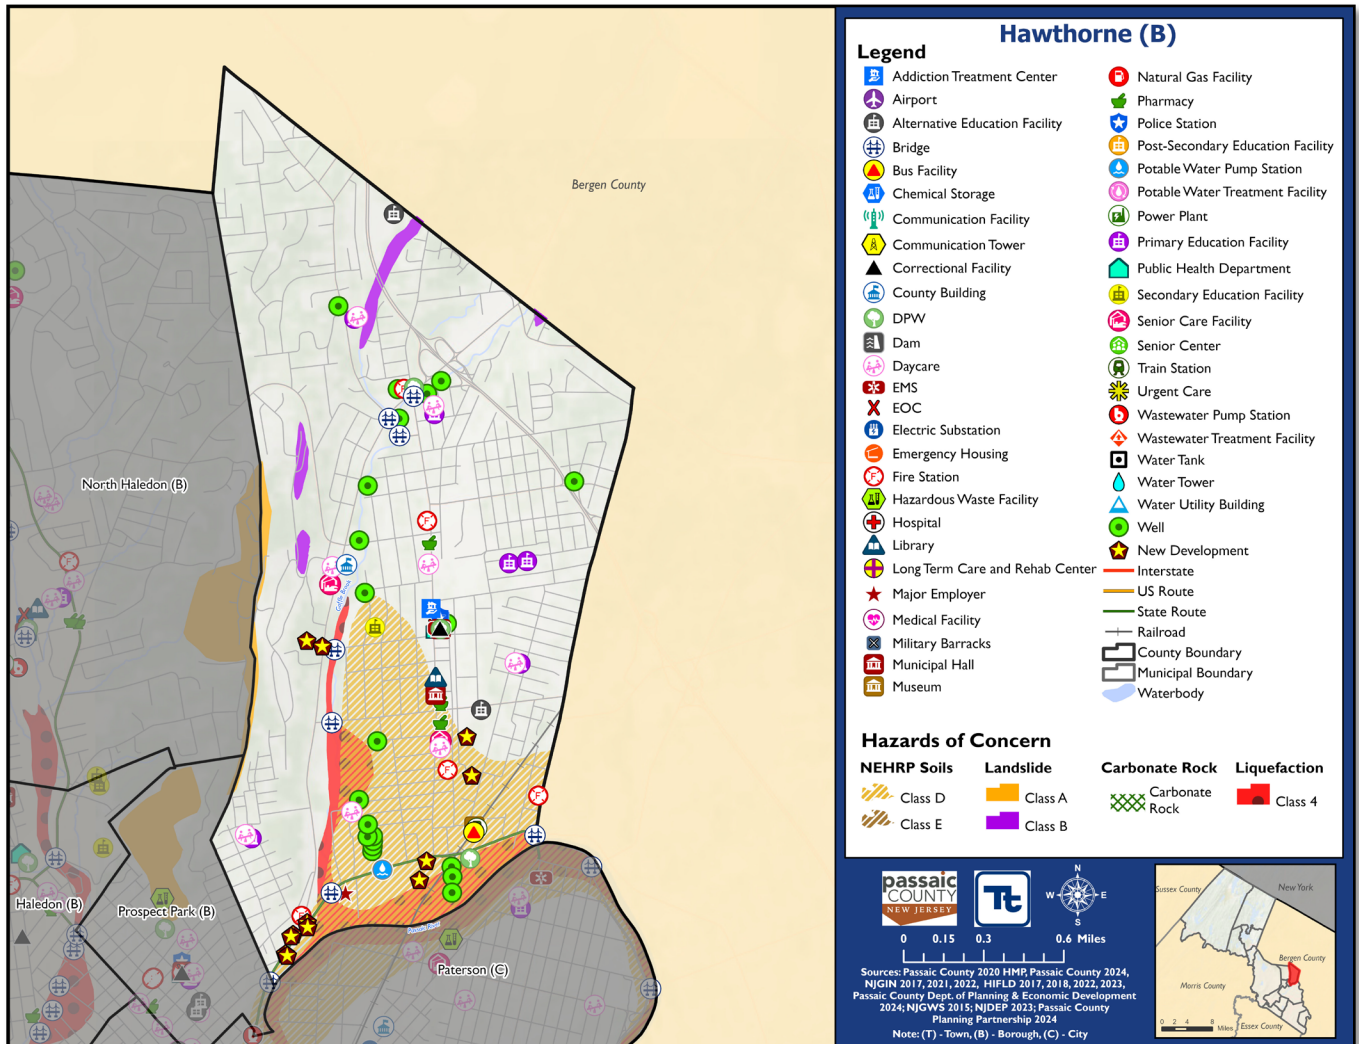 Hawthorne (B)
Legend
Addiction Treatment Center
Airport
Alternative Education Facility
Bridge
Bus Facility
Chemical Storage
Communication Facility
Communication Tower
Correctional Facility
County Building
DPW
Dam
Daycare
EMS
EOC
Electric Substation
Emergency Housing
Fire Station
Hazardous Waste Facility
Hospital
Library
Long Term Care and Rehab Center
Major Employer
Medical Facility
Military Barracks
Municipal Hall
Museum
Natural Gas Facility
Pharmacy
Police Station
Post-Secondary Education Facility
Potable Water Pump Station
Potable Water Treatment Facility
Power Plant
Primary Education Facility
Public Health Department
Secondary Education Facility
Senior Care Facility
Senior Center
Train Station
Urgent Care
Wastewater Pump Station
Wastewater Treatment Facility
Water Tank
Water Tower
Water Utility Building
Well
New Development
Interstate
US Route
State Route
Railroad
County Boundary
Municipal Boundary
Waterbody
Hazards of Concern
NEHRP Soils
Class D
Class E
Landslide
Class A
Class B
Carbonate Rock
Carbonate
Rock
Liquefaction
Class 4
Bergen County
North Haledon (B)
Goffle Brook
Haledon (B)
Prospect Park (B)
Passaic River
Paterson (C)
passaic
COUNTY
NEW JERSEY
Tt
N
W
E
S
0 0.15 0.3 0.6 Miles
Sources: Passaic County 2020 HMP, Passaic County 2024,
NJGIN 2017, 2021, 2022, HIFLD 2017, 2018, 2022, 2023,
Passaic County Dept. of Planning & Economic Development
2024; NJGWS 2015; NJDEP 2023; Passaic County
Planning Partnership 2024
Note: (T) - Town, (B) - Borough, (C) - City
Sussex County
New York
Bergen County
Morris County
Essex County
0 2 4 8 Miles